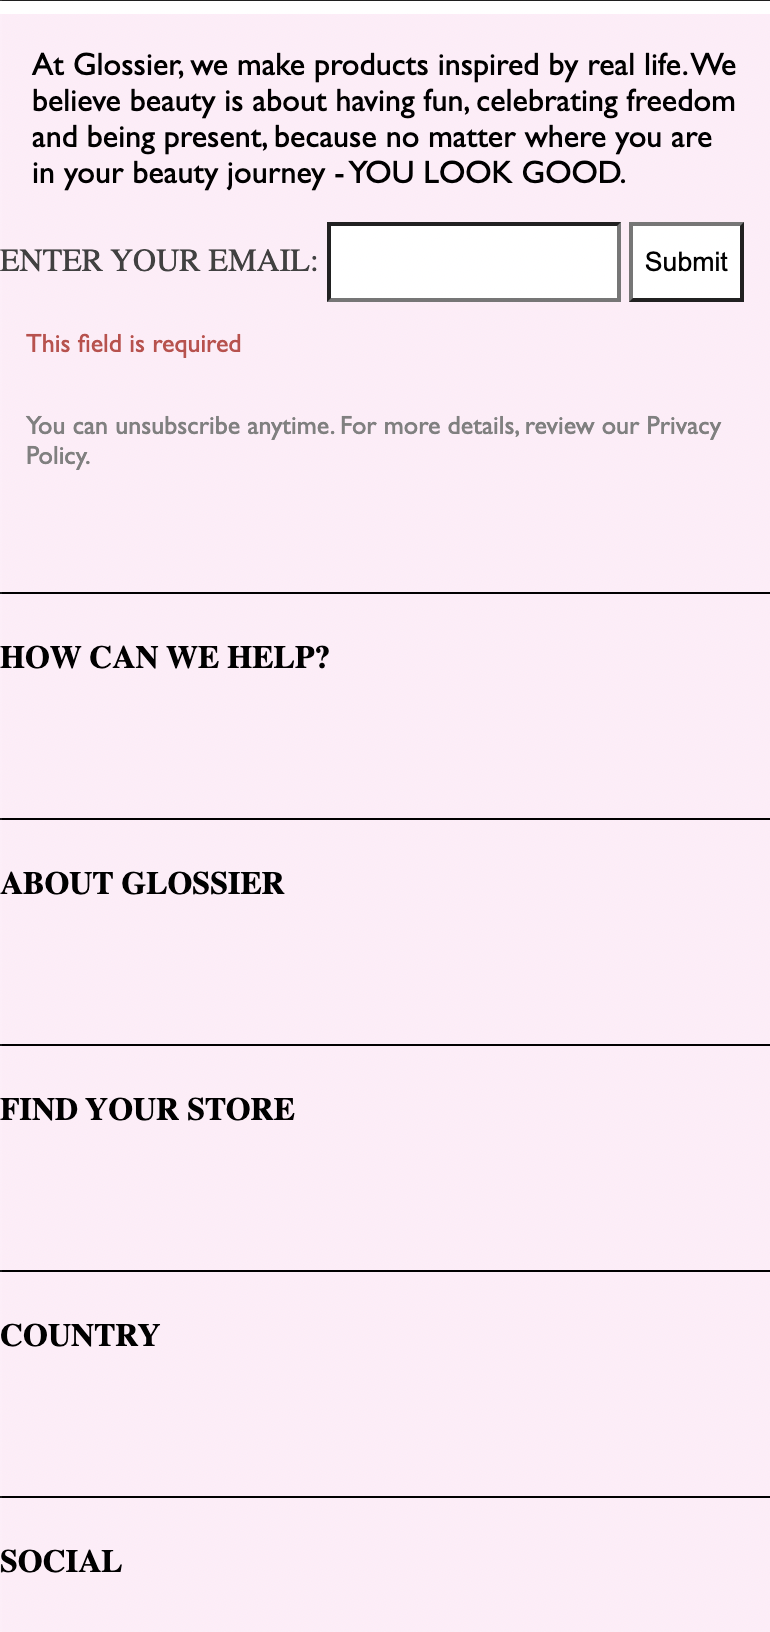 At Glossier, we make products inspired by real life. We
believe beauty is about having fun, celebrating freedom
and being present, because no matter where you are
in your beauty journey - YOU LOOK GOOD.
ENTER YOUR EMAIL: Submit
This field is required
You can unsubscribe anytime. For more details, review our Privacy
Policy.
HOW CAN WE HELP?
ABOUT GLOSSIER
FIND YOUR STORE
COUNTRY
SOCIAL